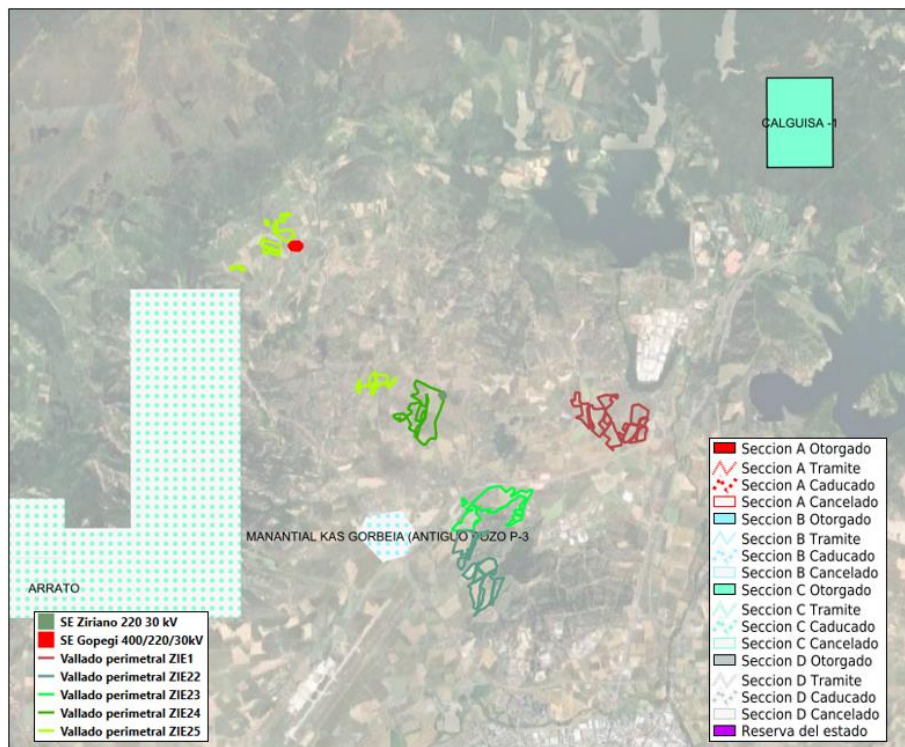 CALGUISA -1
MANANTIAL KAS GORBEIA (ANTIGUO POZO P-3
ARRATO
SE Ziriano 220 30 kV
SE Gopegi 400/220/30kV
Vallado perimetral ZIE1
Vallado perimetral ZIE22
Vallado perimetral ZIE23
Vallado perimetral ZIE24
Vallado perimetral ZIE25
Seccion A Otorgado
Seccion A Tramite
Seccion A Caducado
Seccion A Cancelado
Seccion B Otorgado
Seccion B Tramite
Seccion B Caducado
Seccion B Cancelado
Seccion C Otorgado
Seccion C Tramite
Seccion C Caducado
Seccion C Cancelado
Seccion D Otorgado
Seccion D Tramite
Seccion D Caducado
Seccion D Cancelado
Reserva del estado